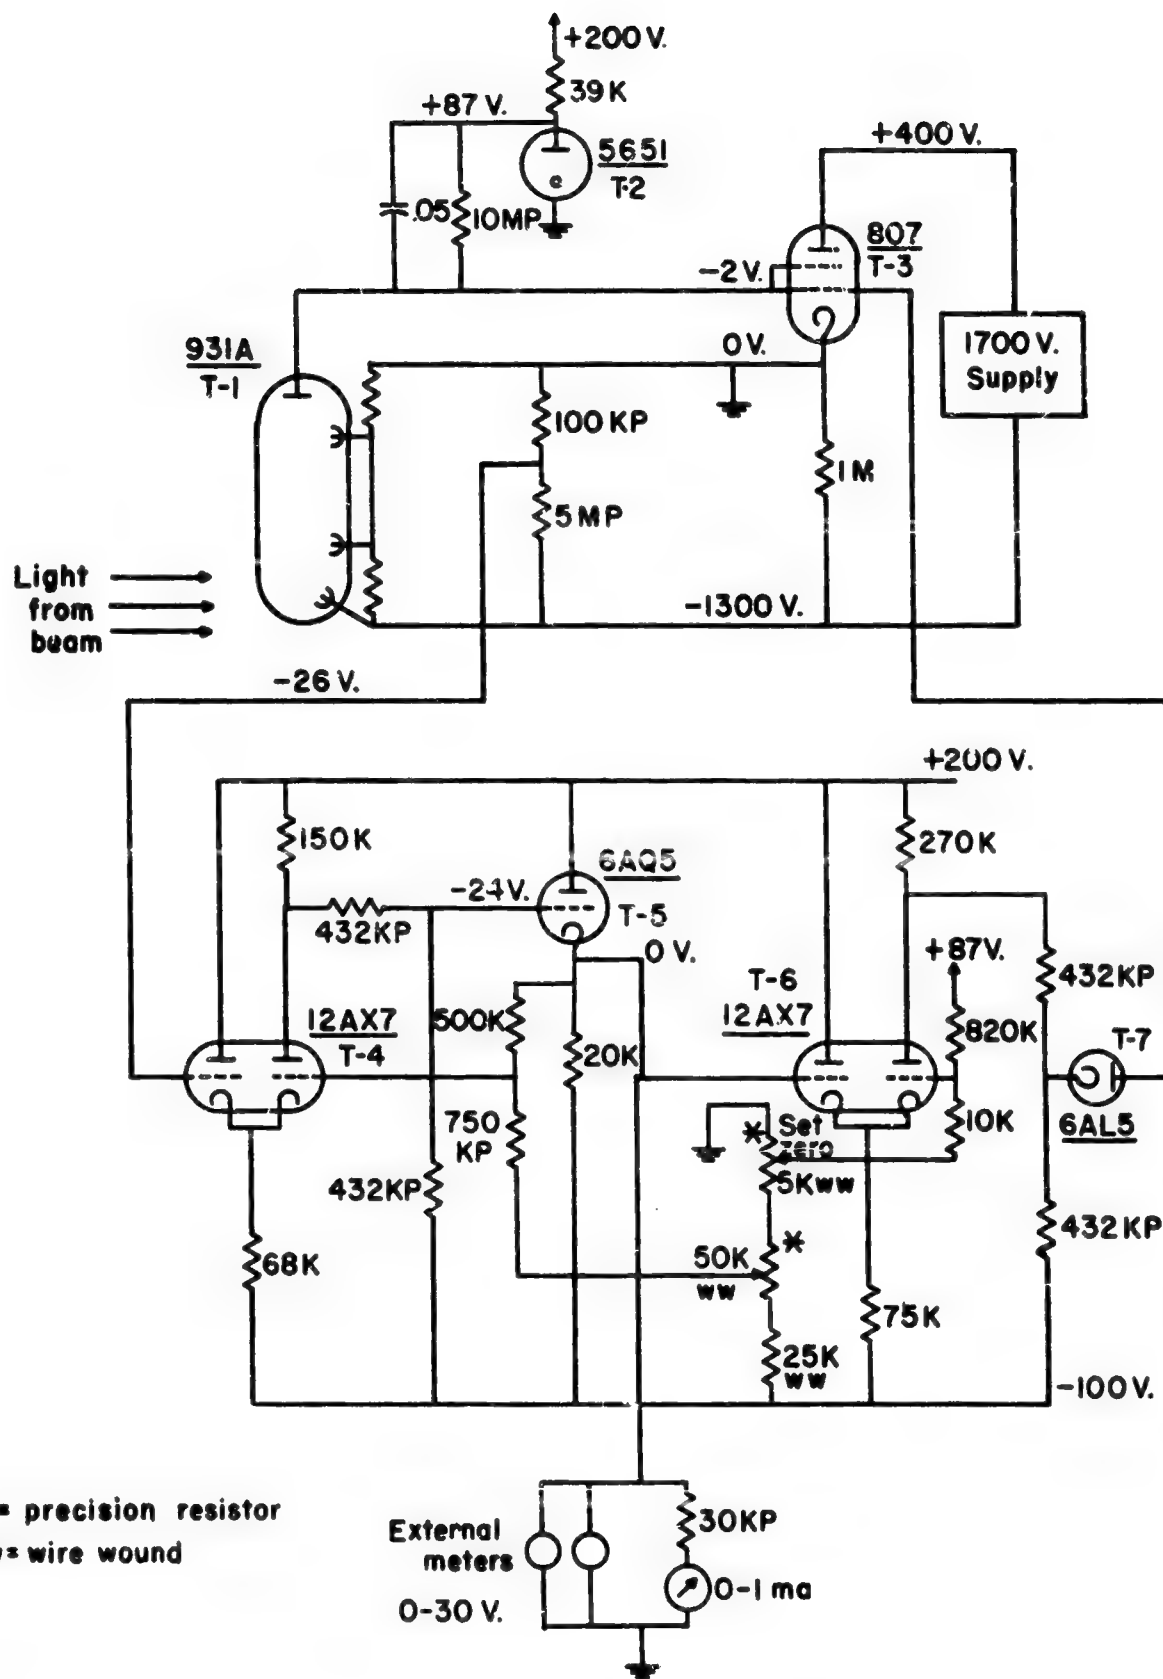 +200 V.
39 K
+87 V.
5651
T-2
.05
10MP
+400 V.
807
T-3
-2 V.
931A
T-1
0 V.
1700 V.
Supply
100 KP
1 M
5 MP
Light
from
beam
-1300 V.
-26 V.
+200 V.
150K
270K
6AQ5
-24V.
T-5
432KP
0 V.
+87V.
T-6
12AX7
432KP
12AX7
T-4
500K
20K
820K
T-7
6AL5
750
KP
*
Set
zero
5Kww
10K
432KP
432KP
68K
50K
ww
*
75K
25K
ww
-100 V.
= precision resistor
= wire wound
External
meters
0-30 V.
30KP
0-1 ma